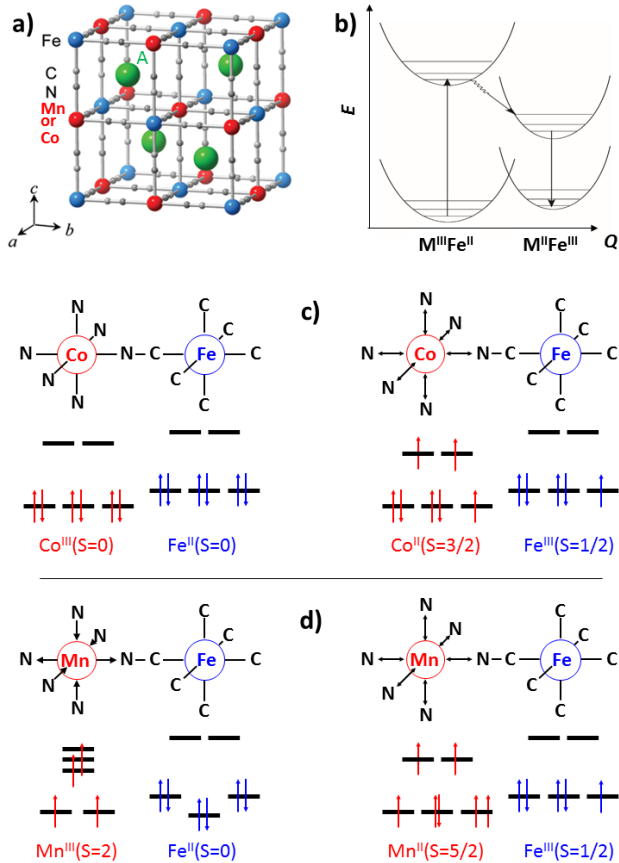 a)
Fe
C
N
Mn
or
Co
A
c
a
b
b)
E
M^III Fe^II
M^II Fe^III
Q
c)
N
N
N
Co
N
C
Fe
C
C
C
C
C
N
N
Co^III(S=0)
Fe^II(S=0)
N
N
N
Co
N
C
Fe
C
C
C
C
C
N
N
Co^II(S=3/2)
Fe^III(S=1/2)
d)
N
N
N
Mn
N
C
Fe
C
C
C
C
C
N
N
Mn^III(S=2)
Fe^II(S=0)
N
N
N
Mn
N
C
Fe
C
C
C
C
C
N
N
Mn^II(S=5/2)
Fe^III(S=1/2)